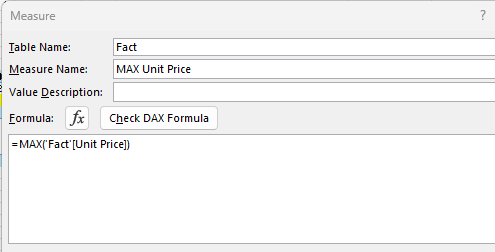 Measure ?
Table Name: Fact
Measure Name: MAX Unit Price
Value Description:
Formula: fx Check DAX Formula
=MAX('Fact'[Unit Price])